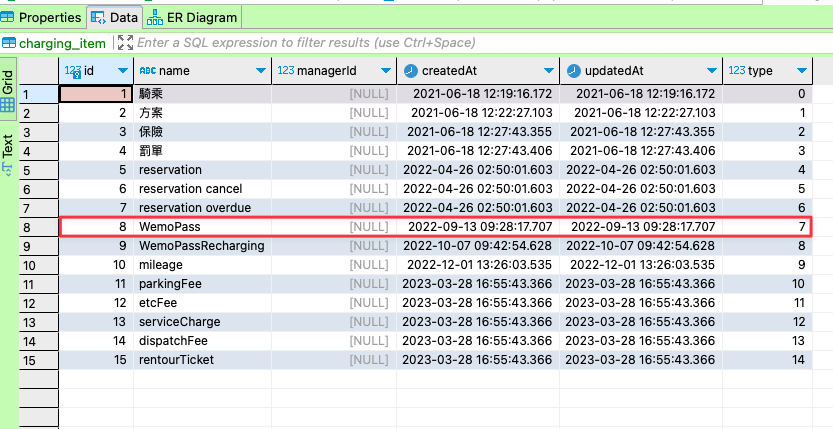 Properties Data ER Diagram
charging_item Enter a SQL expression to filter results (use Ctrl+Space)
Grid
Text
123 id ABC name 123 managerId createdAt updatedAt 123 type
1 1 騎乘 [NULL] 2021-06-18 12:19:16.172 2021-06-18 12:19:16.172 0
2 2 方案 [NULL] 2021-06-18 12:22:27.103 2021-06-18 12:22:27.103 1
3 3 保險 [NULL] 2021-06-18 12:27:43.355 2021-06-18 12:27:43.355 2
4 4 罰單 [NULL] 2021-06-18 12:27:43.406 2021-06-18 12:27:43.406 3
5 5 reservation [NULL] 2022-04-26 02:50:01.603 2022-04-26 02:50:01.603 4
6 6 reservation cancel [NULL] 2022-04-26 02:50:01.603 2022-04-26 02:50:01.603 5
7 7 reservation overdue [NULL] 2022-04-26 02:50:01.603 2022-04-26 02:50:01.603 6
8 8 WemoPass [NULL] 2022-09-13 09:28:17.707 2022-09-13 09:28:17.707 7
9 9 WemoPassRecharging [NULL] 2022-10-07 09:42:54.628 2022-10-07 09:42:54.628 8
10 10 mileage [NULL] 2022-12-01 13:26:03.535 2022-12-01 13:26:03.535 9
11 11 parkingFee [NULL] 2023-03-28 16:55:43.366 2023-03-28 16:55:43.366 10
12 12 etcFee [NULL] 2023-03-28 16:55:43.366 2023-03-28 16:55:43.366 11
13 13 serviceCharge [NULL] 2023-03-28 16:55:43.366 2023-03-28 16:55:43.366 12
14 14 dispatchFee [NULL] 2023-03-28 16:55:43.366 2023-03-28 16:55:43.366 13
15 15 rentourTicket [NULL] 2023-03-28 16:55:43.366 2023-03-28 16:55:43.366 14